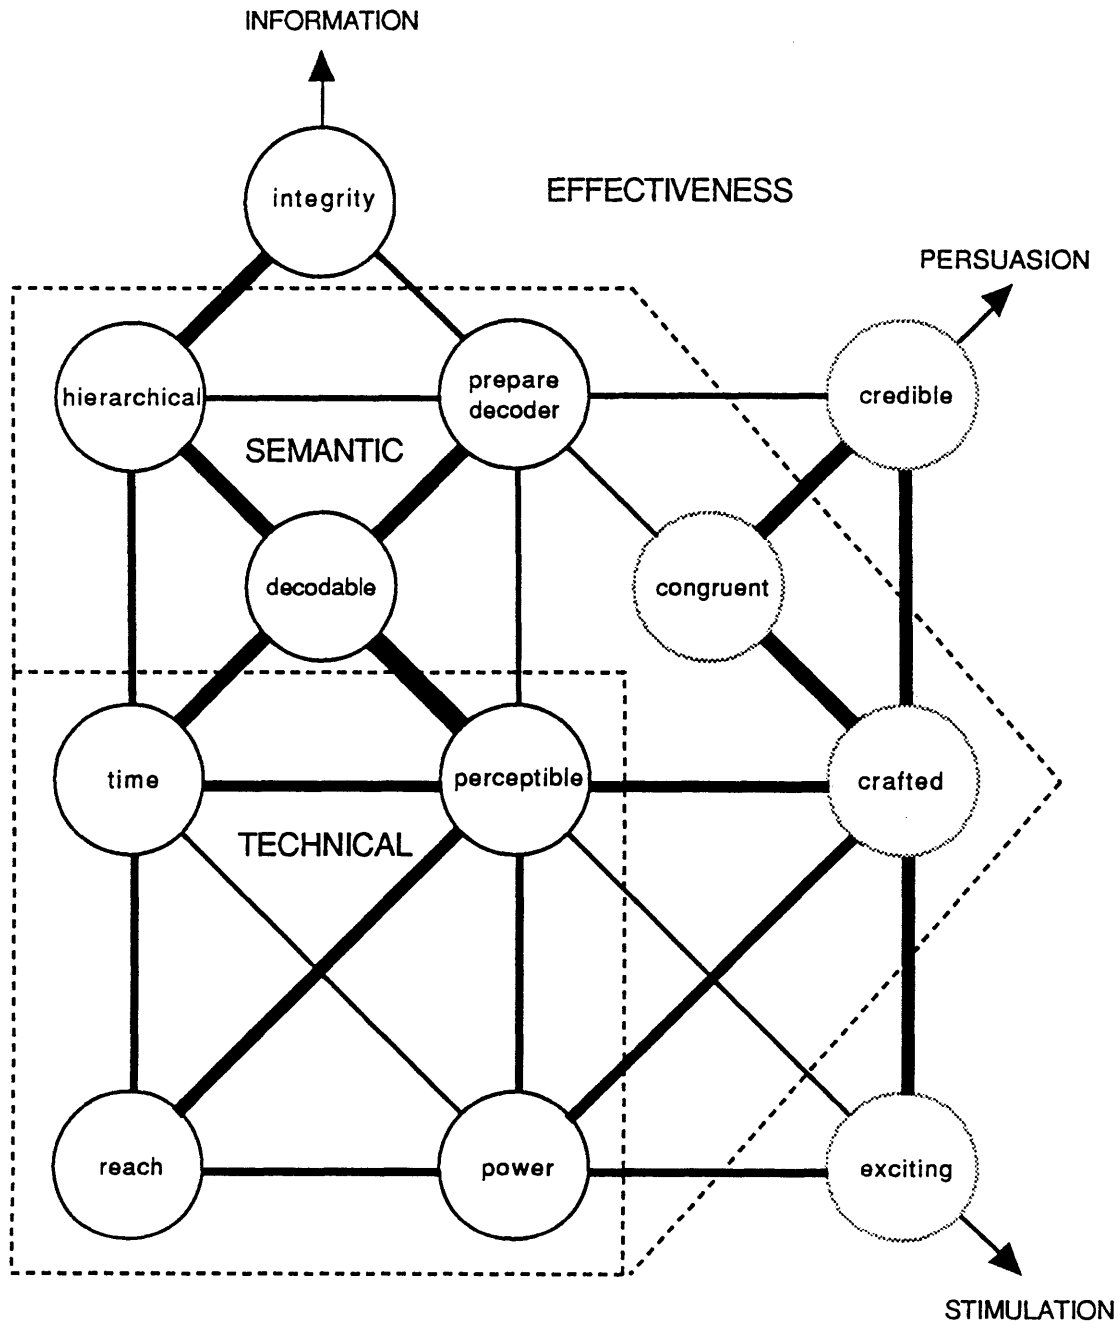 INFORMATION
integrity
EFFECTIVENESS
PERSUASION
hierarchical
prepare
decoder
credible
SEMANTIC
decodable
congruent
time
perceptible
crafted
TECHNICAL
reach
power
exciting
STIMULATION